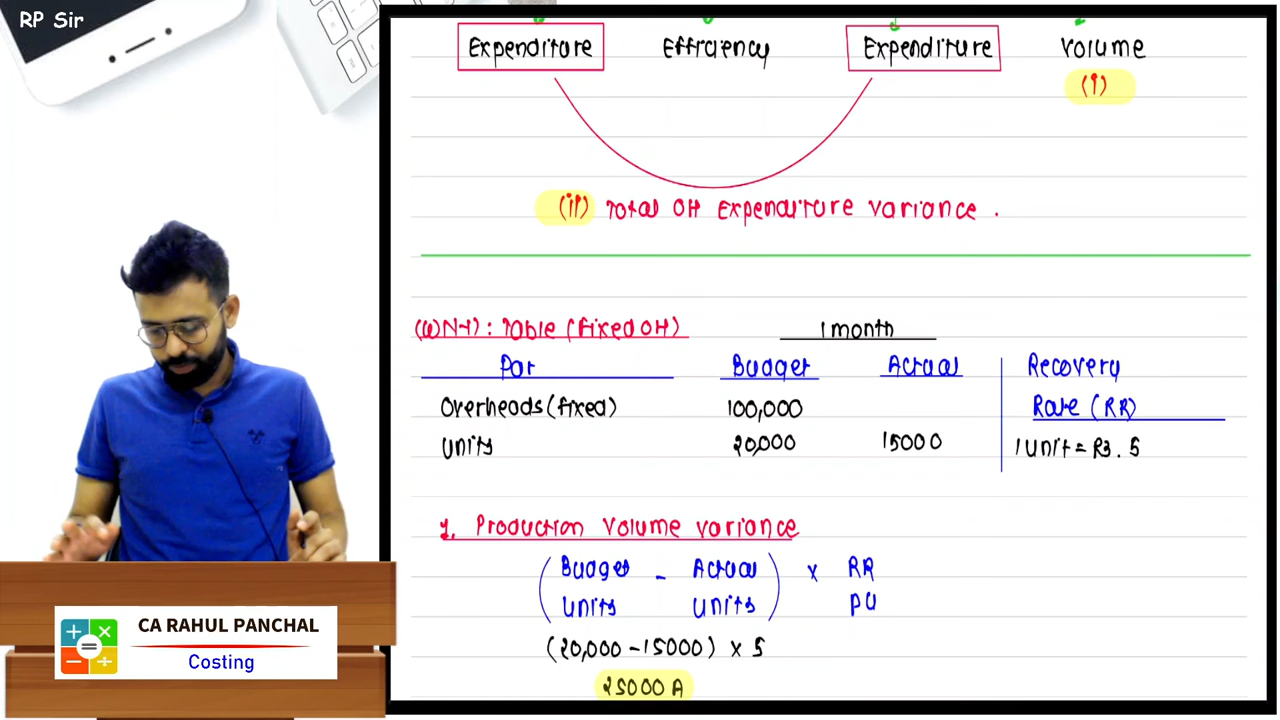 RP Sir
Expenditure Efficiency Expenditure Volume
(i)
(ii) Total OH Expenditure variance.
(WN-1) : Table (Fixed OH) 1 month
Par Budget Actual Recovery
Overheads (fixed) 100,000 Rate (RR)
Units 20,000 15000 1 Unit = Rs. 5
1. Production Volume variance
( Budget - Actual ) x RR
Units Units PU
(20,000 - 15000) x 5
25000 A
CA RAHUL PANCHAL
Costing